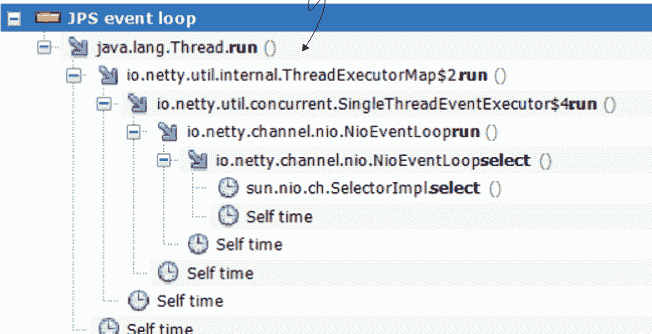 JPS event loop
java.lang.Thread.run ()
io.netty.util.internal.ThreadExecutorMap$2.run ()
io.netty.util.concurrent.SingleThreadEventExecutor$4run ()
io.netty.channel.nio.NioEventLooprun ()
io.netty.channel.nio.NioEventLoopselect ()
sun.nio.ch.SelectorImpl.select ()
Self time
Self time
Self time
Self time
Self time